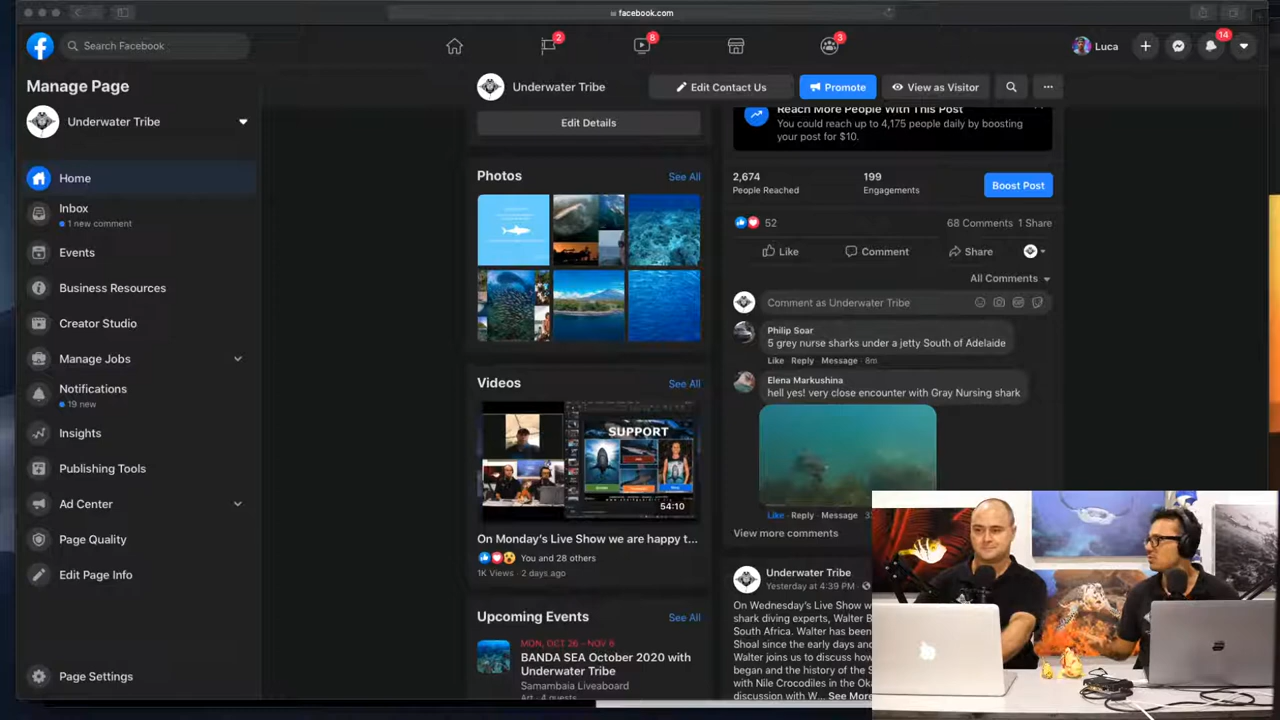 facebook.com
Search Facebook
2
8
3
Luca
14
Manage Page
Underwater Tribe
Home
Inbox
1 new comment
Events
Business Resources
Creator Studio
Manage Jobs
Notifications
19 new
Insights
Publishing Tools
Ad Center
Page Quality
Edit Page Info
Page Settings
Underwater Tribe
Edit Contact Us
Promote
View as Visitor
Edit Details
Photos
See All
Videos
See All
SUPPORT
54:10
On Monday's Live Show we are happy t...
You and 28 others
1K Views · 2 days ago
Upcoming Events
See All
MON, OCT 26 – NOV 6
BANDA SEA October 2020 with
Underwater Tribe
Samambaia Liveaboard
Art · 4 guests
Reach More People With This Post
You could reach up to 4,175 people daily by boosting
your post for $10.
2,674
People Reached
199
Engagements
Boost Post
52
68 Comments 1 Share
Like
Comment
Share
All Comments
Comment as Underwater Tribe
Philip Soar
5 grey nurse sharks under a jetty South of Adelaide
Like Reply Message · 8m
Elena Markushina
hell yes! very close encounter with Gray Nursing shark
Like · Reply · Message ·
View more comments
Underwater Tribe
Yesterday at 4:39 PM ·
On Wednesday's Live Show w
shark diving experts, Walter B
South Africa. Walter has been
Shoal since the early days and
Walter joins us to discuss how
began and the history of the S
with Nile Crocodiles in the Oka
discussion with W... See More